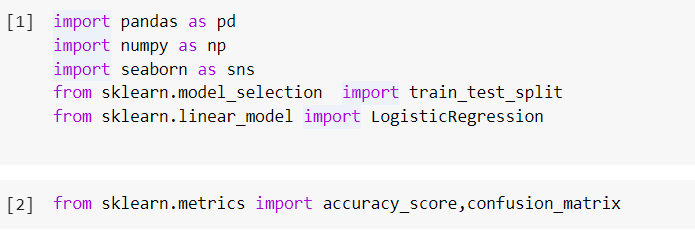 [1] import pandas as pd
import numpy as np
import seaborn as sns
from sklearn.model_selection  import train_test_split
from sklearn.linear_model import LogisticRegression
[2] from sklearn.metrics import accuracy_score,confusion_matrix